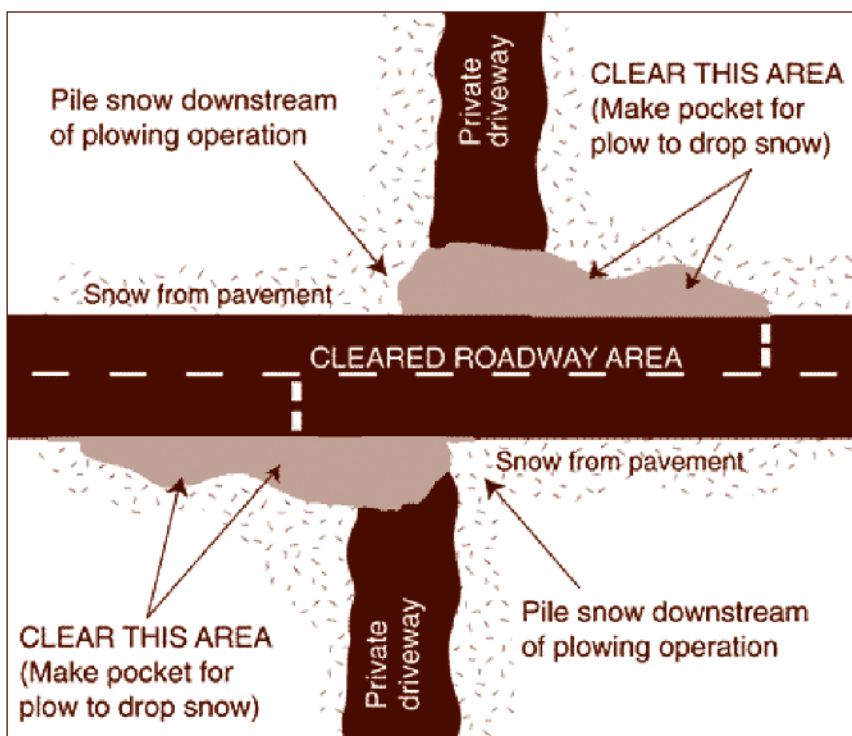 Pile snow downstream
of plowing operation
Private
driveway
CLEAR THIS AREA
(Make pocket for
plow to drop snow)
Snow from pavement
CLEARED ROADWAY AREA
Snow from pavement
CLEAR THIS AREA
(Make pocket for
plow to drop snow)
Private
driveway
Pile snow downstream
of plowing operation